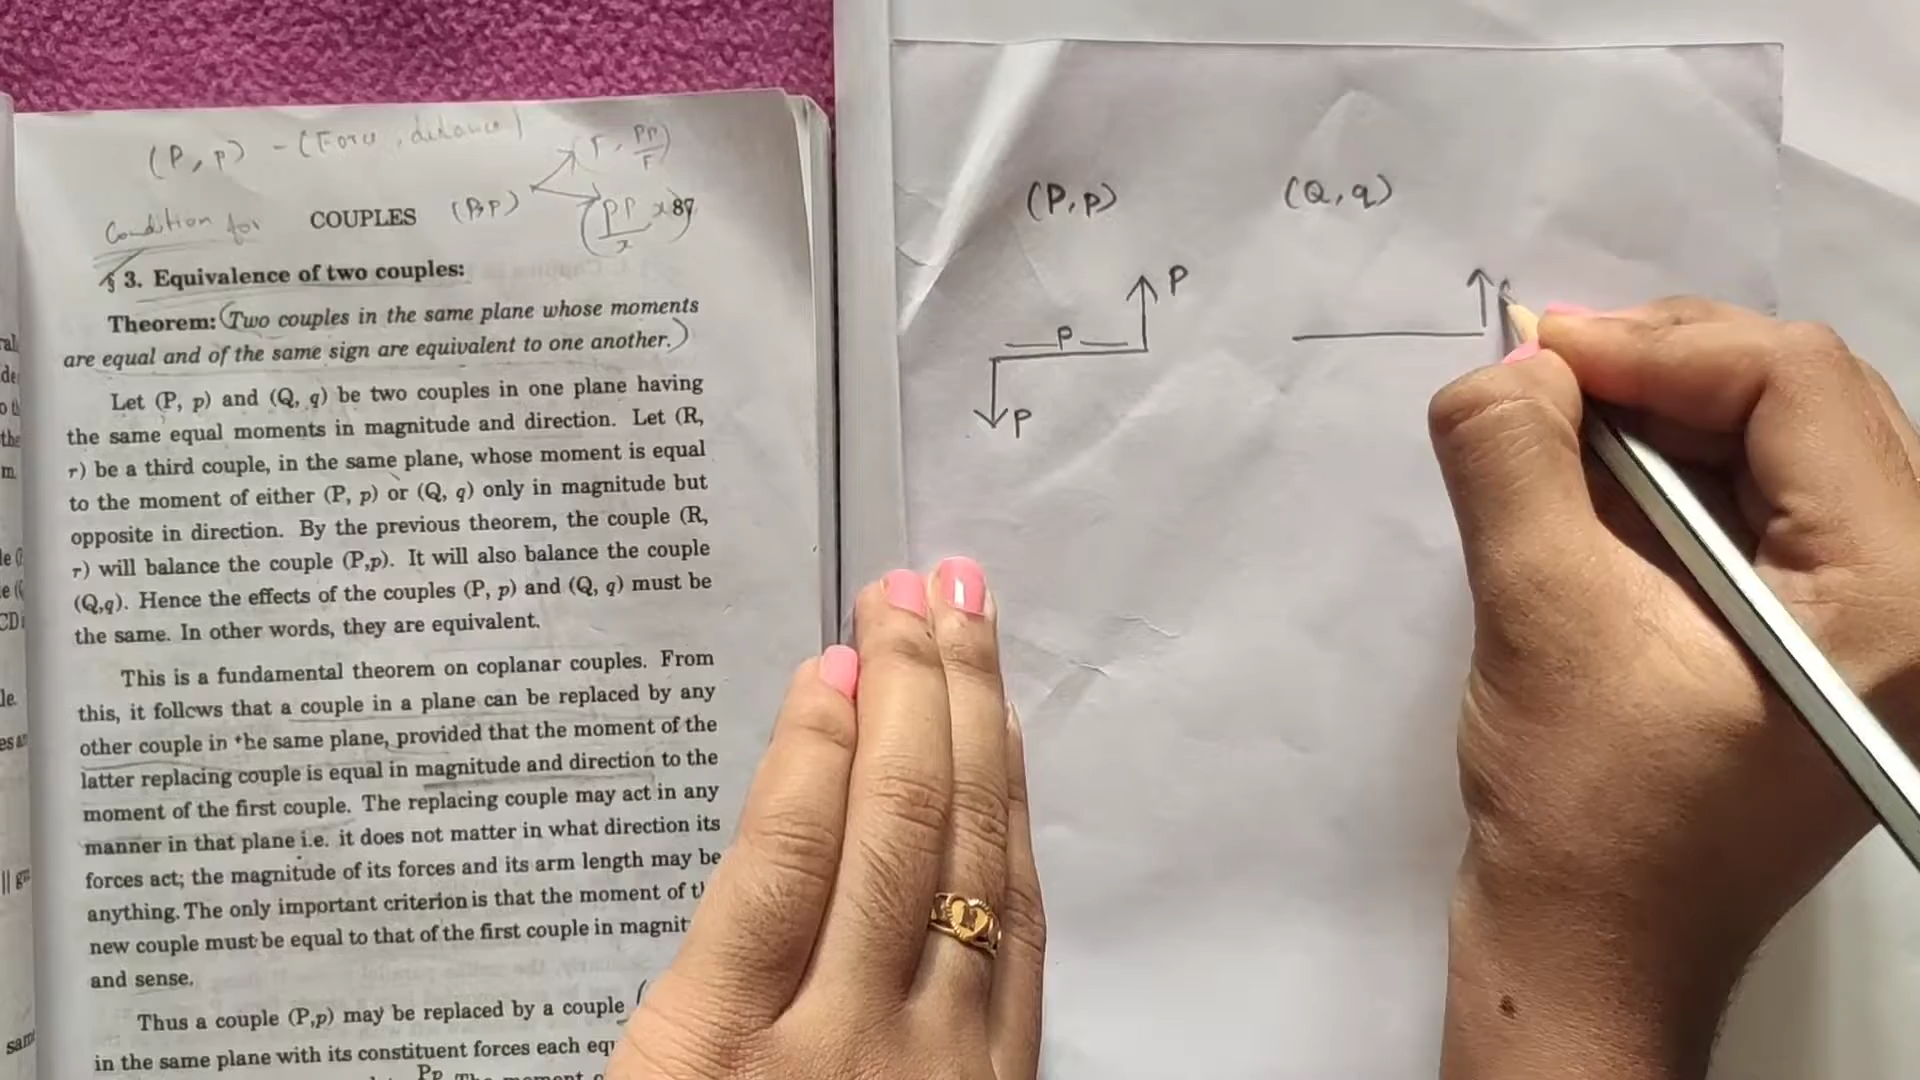 (P, p) - (Force, distance)
(F, Pp/F)
Condition for COUPLES (P,p)
(Pp/x, x) 87
§ 3. Equivalence of two couples:
Theorem: (Two couples in the same plane whose moments
are equal and of the same sign are equivalent to one another.)
Let (P, p) and (Q, q) be two couples in one plane having
the same equal moments in magnitude and direction. Let (R,
r) be a third couple, in the same plane, whose moment is equal
to the moment of either (P, p) or (Q, q) only in magnitude but
opposite in direction. By the previous theorem, the couple (R,
r) will balance the couple (P,p). It will also balance the couple
(Q,q). Hence the effects of the couples (P, p) and (Q, q) must be
the same. In other words, they are equivalent.
This is a fundamental theorem on coplanar couples. From
this, it follows that a couple in a plane can be replaced by any
other couple in the same plane, provided that the moment of the
latter replacing couple is equal in magnitude and direction to the
moment of the first couple. The replacing couple may act in any
manner in that plane i.e. it does not matter in what direction its
forces act; the magnitude of its forces and its arm length may be
anything. The only important criterion is that the moment of
new couple must be equal to that of the first couple in
and sense.
Thus a couple (P,p) may be replaced by a couple (
in the same plane with its constituent forces each
Pp
(P, p) (Q, q)
P
p
P